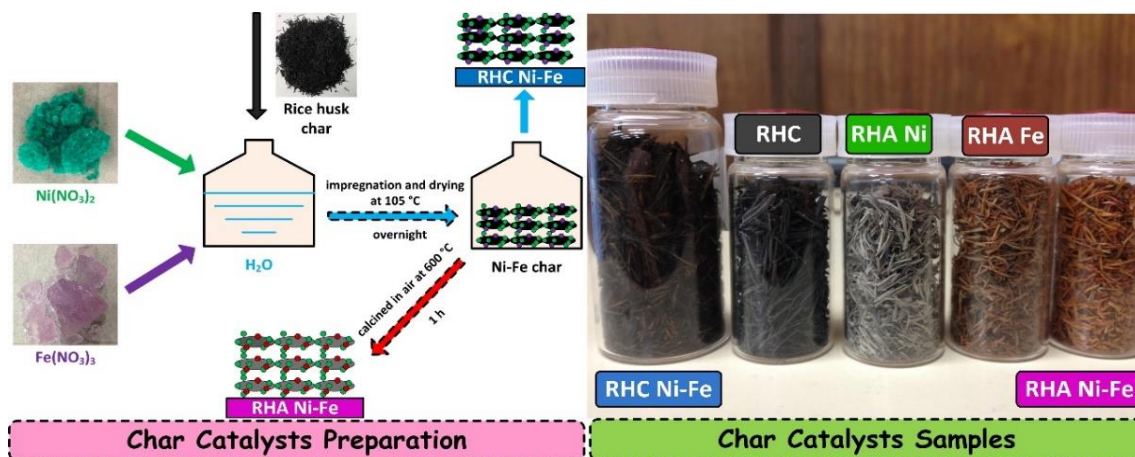 Ni(NO₃)₂
Fe(NO₃)₃
Rice husk
char
H₂O
impregnation and drying
at 105 °C
overnight
RHC Ni-Fe
Ni-Fe char
calcined in air at 600 °C
1 h
RHA Ni-Fe
Char Catalysts Preparation
RHC
RHA Ni
RHA Fe
RHC Ni-Fe
RHA Ni-Fe
Char Catalysts Samples